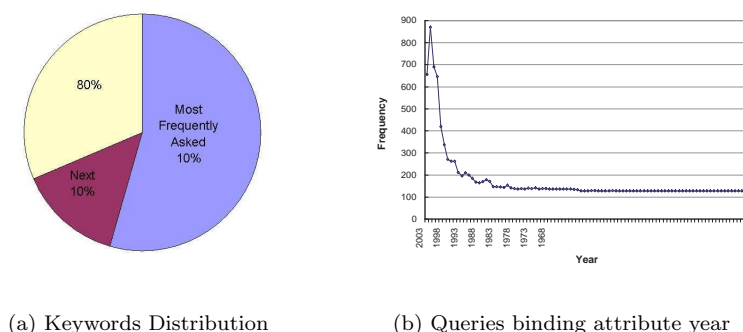 80%
Most
Frequently
Asked
10%
Next
10%
900
800
700
600
500
400
300
200
100
0
Frequency
2003
1998
1993
1988
1983
1978
1973
1968
Year
(a) Keywords Distribution
(b) Queries binding attribute year